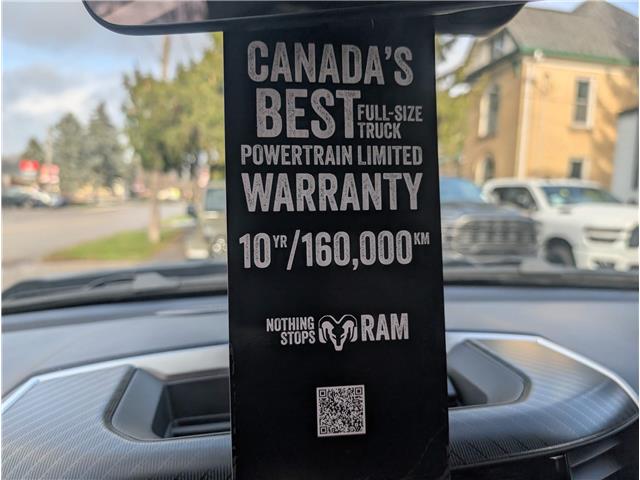 CANADA'S
BEST FULL-SIZE TRUCK
POWERTRAIN LIMITED
WARRANTY
10YR/160,000KM
NOTHING STOPS RAM